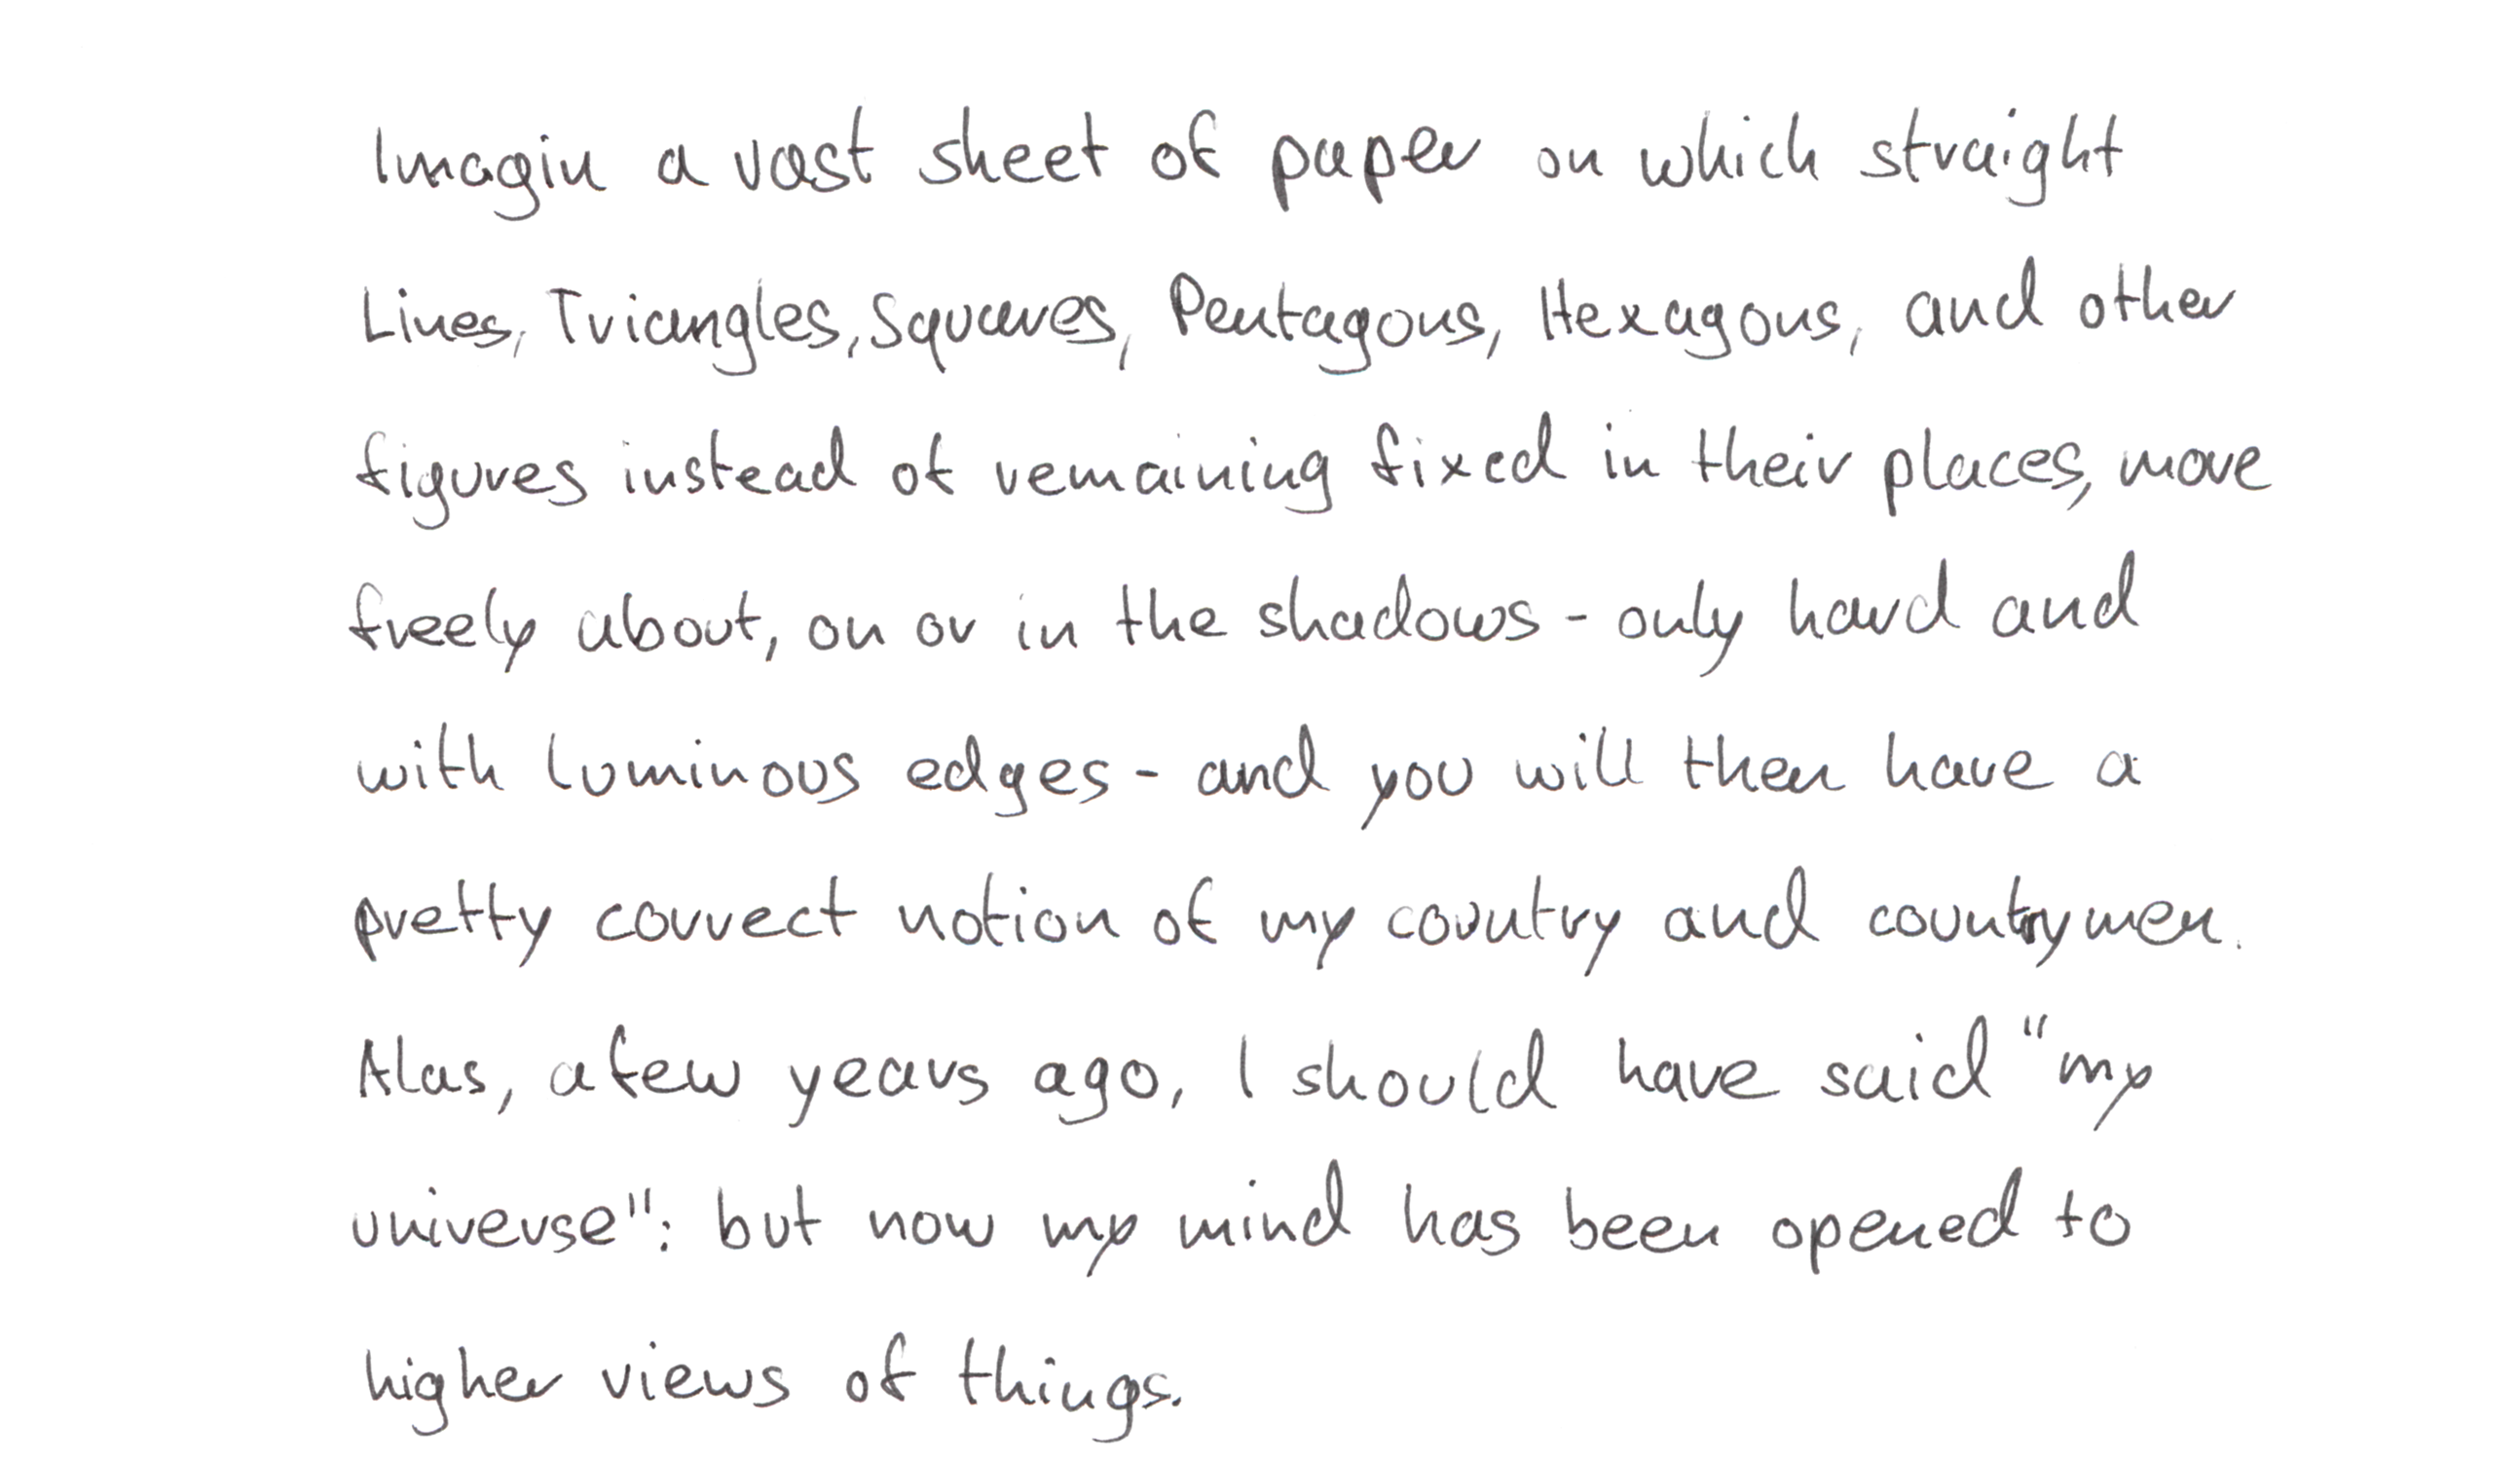 Imagin a vast sheet of paper on which straight
Lines, Triangles, Squares, Pentagons, Hexagons, and other
figures instead of remaining fixed in their places, move
freely about, on or in the shadows - only hard and
with luminous edges - and you will then have a
pretty correct notion of my country and countrymen.
Alas, a few years ago, I should have said "my
universe": but now my mind has been opened to
higher views of things.